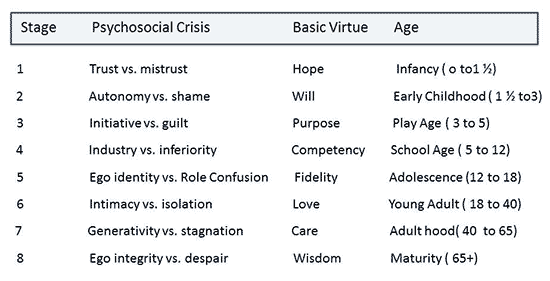 Stage Psychosocial Crisis Basic Virtue Age
1 Trust vs. mistrust Hope Infancy ( o to1 ½)
2 Autonomy vs. shame Will Early Childhood ( 1 ½ to3)
3 Initiative vs. guilt Purpose Play Age ( 3 to 5)
4 Industry vs. inferiority Competency School Age ( 5 to 12)
5 Ego identity vs. Role Confusion Fidelity Adolescence (12 to 18)
6 Intimacy vs. isolation Love Young Adult ( 18 to 40)
7 Generativity vs. stagnation Care Adult hood( 40 to 65)
8 Ego integrity vs. despair Wisdom Maturity ( 65+)